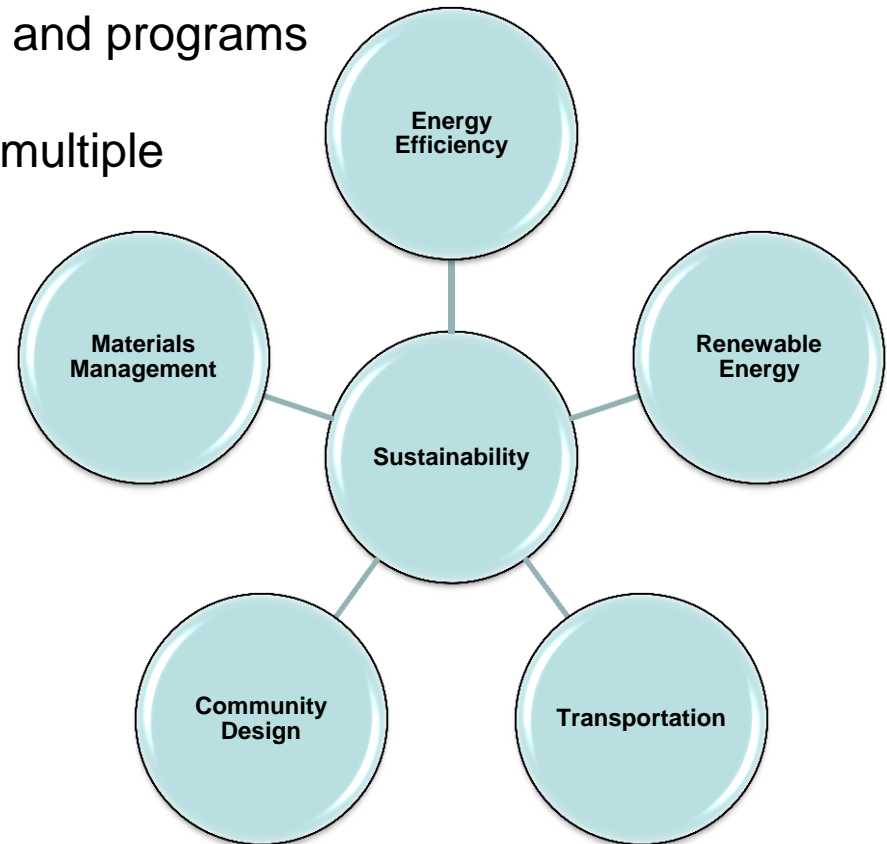 and programs
multiple
Energy
Efficiency
Materials
Management
Renewable
Energy
Sustainability
Community
Design
Transportation